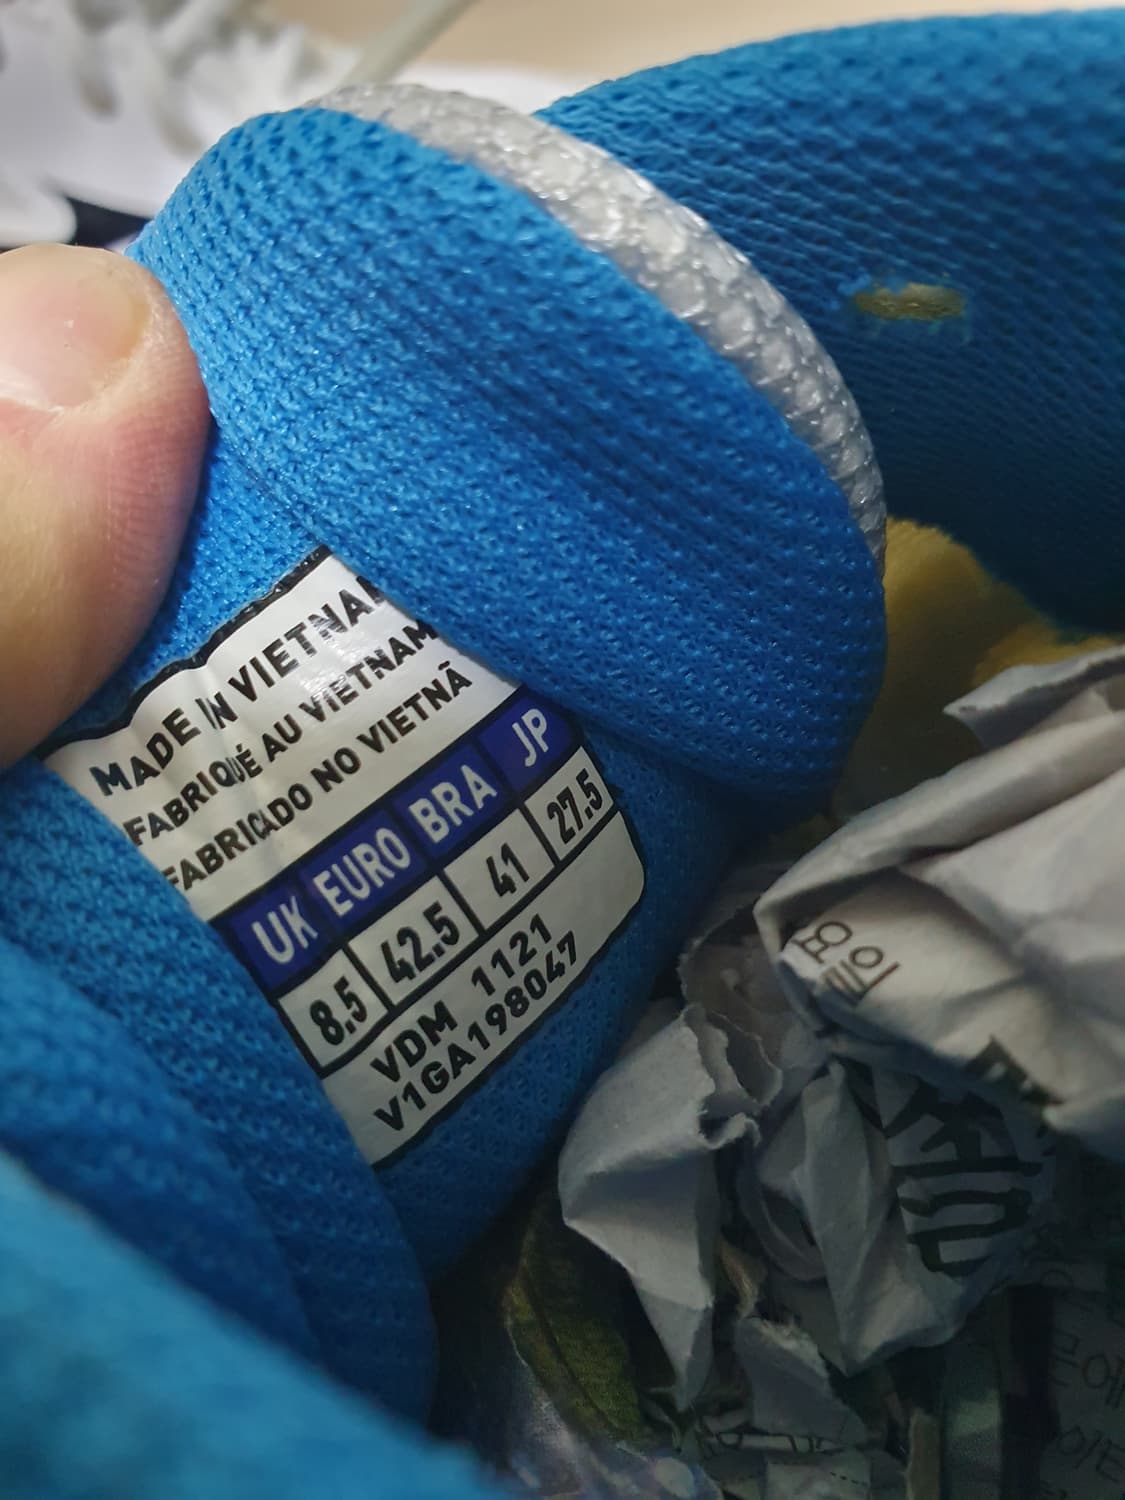 MADE IN VIETNAM
FABRIQUÉ AU VIETNAM
FABRICADO NO VIETNÃ
UK EURO BRA JP
8.5 42.5 41 27.5
VDM 1121
V1GA198047